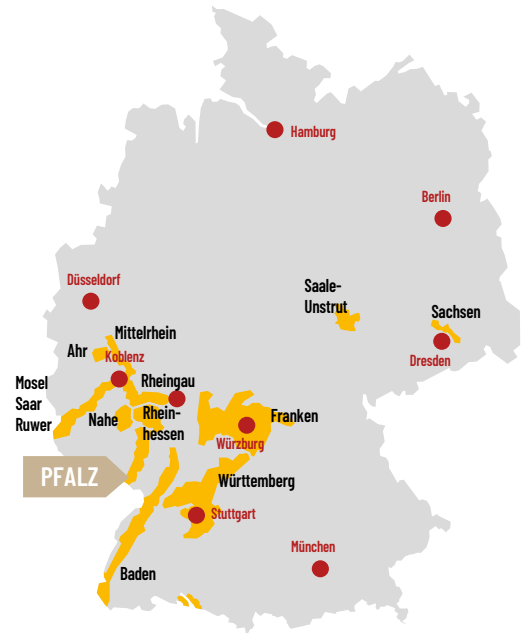 Hamburg
Berlin
Düsseldorf
Saale-
Unstrut
Sachsen
Mittelrhein
Ahr
Koblenz
Dresden
Mosel
Saar
Ruwer
Rheingau
Nahe
Rhein-
hessen
Franken
Würzburg
PFALZ
Württemberg
Stuttgart
München
Baden